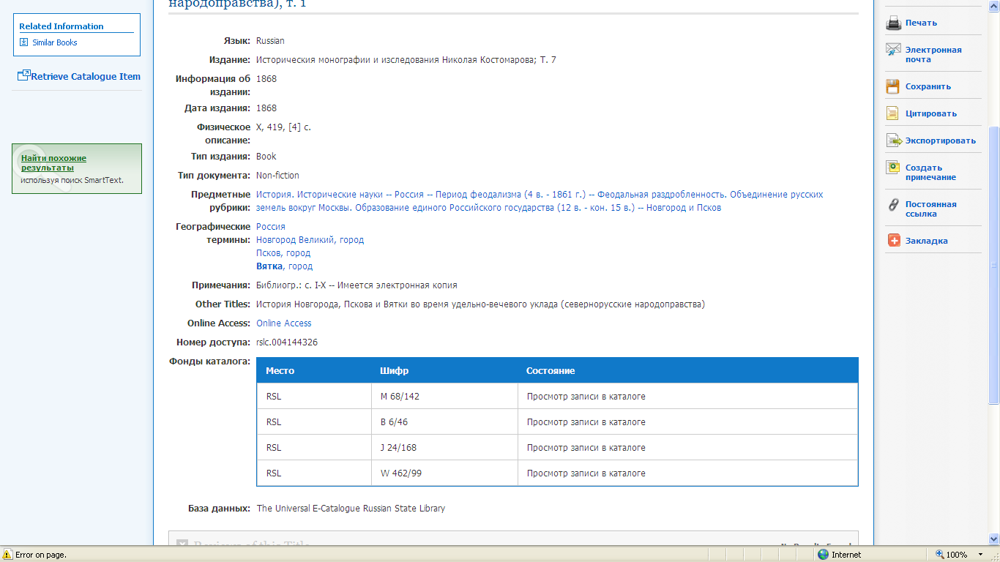 народоправства), т. 1
Related Information
Similar Books
Retrieve Catalogue Item
Найти похожие
результаты
используя поиск SmartText.
Язык: Russian
Издание: Исторические монографии и изследования Николая Костомарова; Т. 7
Информация об 1868
издании:
Дата издания: 1868
Физическое X, 419, [4] с.
описание:
Тип издания: Book
Тип документа: Non-fiction
Предметные История. Исторические науки -- Россия -- Период феодализма (4 в. - 1861 г.) -- Феодальная раздробленность. Объединение русских
рубрики: земель вокруг Москвы. Образование единого Российского государства (12 в. - кон. 15 в.) -- Новгород и Псков
Географические Россия
термины: Новгород Великий, город
Псков, город
Вятка, город
Примечания: Библиогр.: с. I-X -- Имеется электронная копия
Other Titles: История Новгорода, Пскова и Вятки во время удельно-вечевого уклада (севернорусские народоправства)
Online Access: Online Access
Номер доступа: rslc.004144326
Фонды каталога:
Место Шифр Состояние
RSL M 68/142 Просмотр записи в каталоге
RSL B 6/46 Просмотр записи в каталоге
RSL J 24/168 Просмотр записи в каталоге
RSL W 462/99 Просмотр записи в каталоге
База данных: The Universal E-Catalogue Russian State Library
Печать
Электронная
почта
Сохранить
Цитировать
Экспортировать
Создать
примечание
Постоянная
ссылка
Закладка
Reviews of this Title
Error on page.
Internet
100%